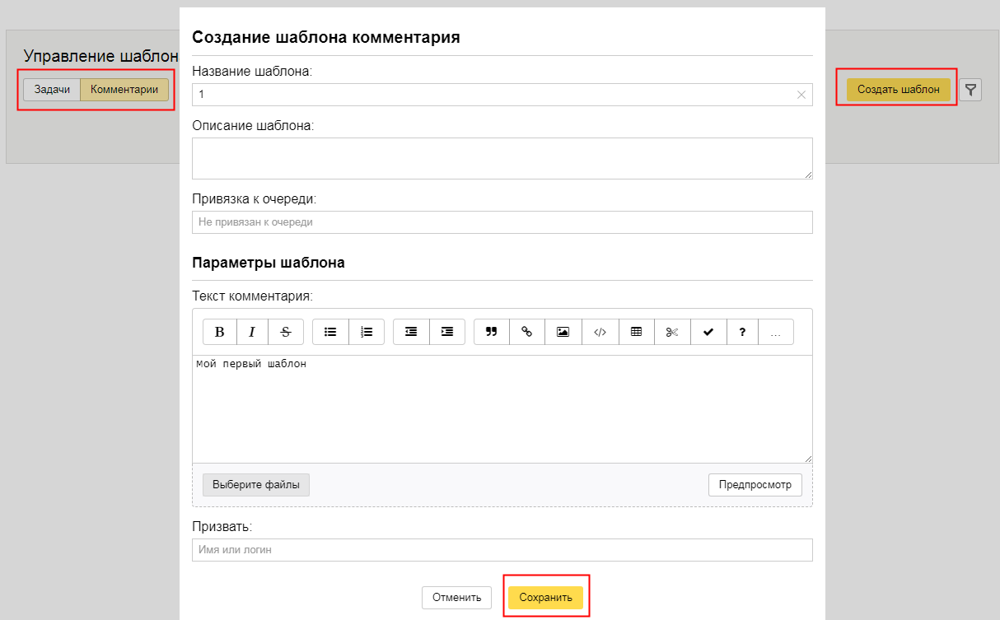 Создание шаблона комментария
Управление шаблон
Задачи
Комментарии
Создать шаблон
Название шаблона:
1
Описание шаблона:
Привязка к очереди:
Не привязан к очереди
Параметры шаблона
Текст комментария:
B I S </> ? ...
Мой первый шаблон
Выберите файлы
Предпросмотр
Призвать:
Имя или логин
Отменить
Сохранить